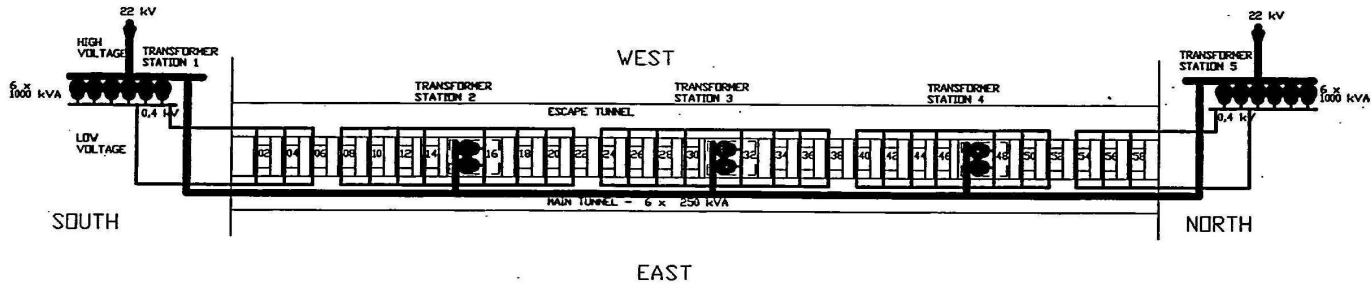 22 kV
22 kV
HIGH
VOLTAGE
TRANSFORMER
STATION 1
WEST
TRANSFORMER
STATION 5
6 x
1000 kVA
TRANSFORMER
STATION 2
TRANSFORMER
STATION 3
TRANSFORMER
STATION 4
6 x
1000 kVA
0,4 kV
ESCAPE TUNNEL
0,4 kV
LOW
VOLTAGE
02 04 06 08 10 12 14 16 18 20 22 24 26 28 30 32 34 36 38 40 42 44 46 48 50 52 54 56 58
MAIN TUNNEL - 6 x 250 kVA
SOUTH
NORTH
EAST